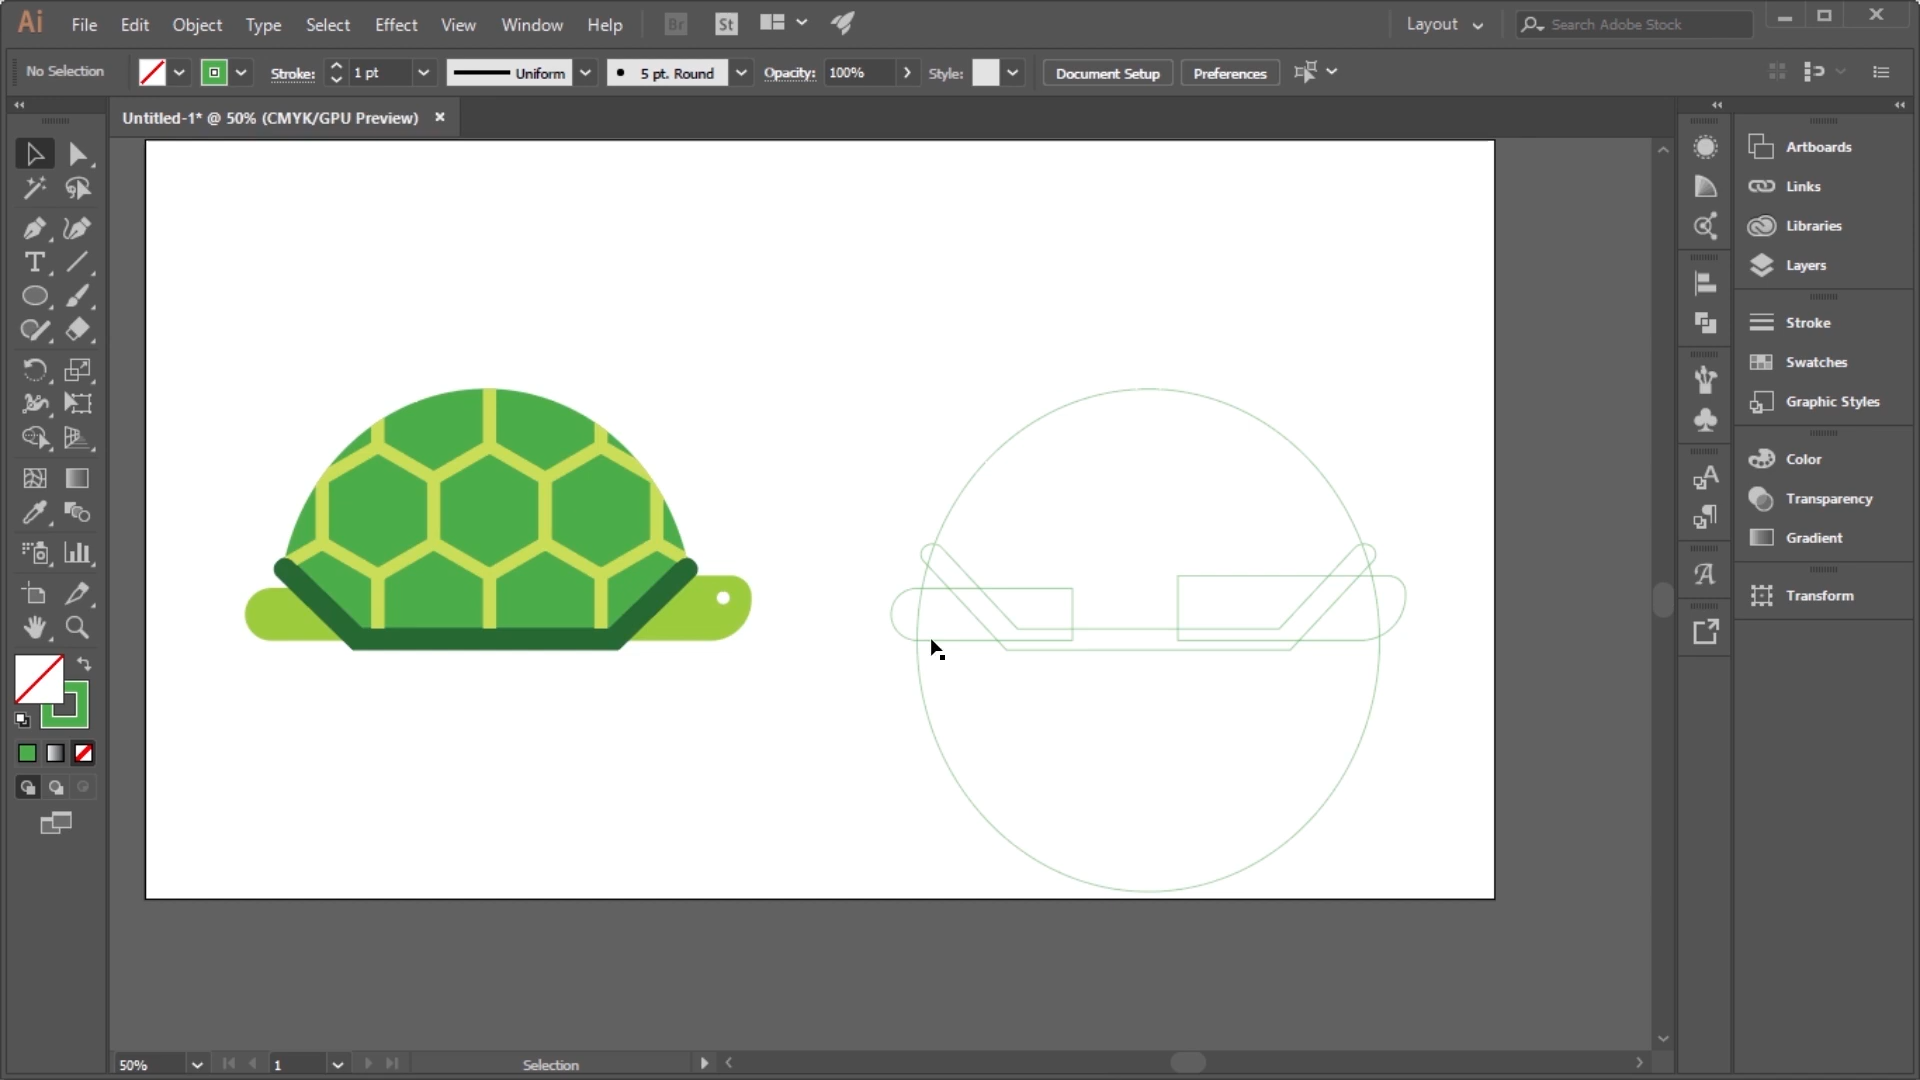 Ai File Edit Object Type Select Effect View Window Help Br St Layout Search Adobe Stock
No Selection Stroke: 1 pt Uniform 5 pt. Round Opacity: 100% Style: Document Setup Preferences
Untitled-1* @ 50% (CMYK/GPU Preview)
Artboards
Links
Libraries
Layers
Stroke
Swatches
Graphic Styles
Color
Transparency
Gradient
Transform
50% 1 Selection